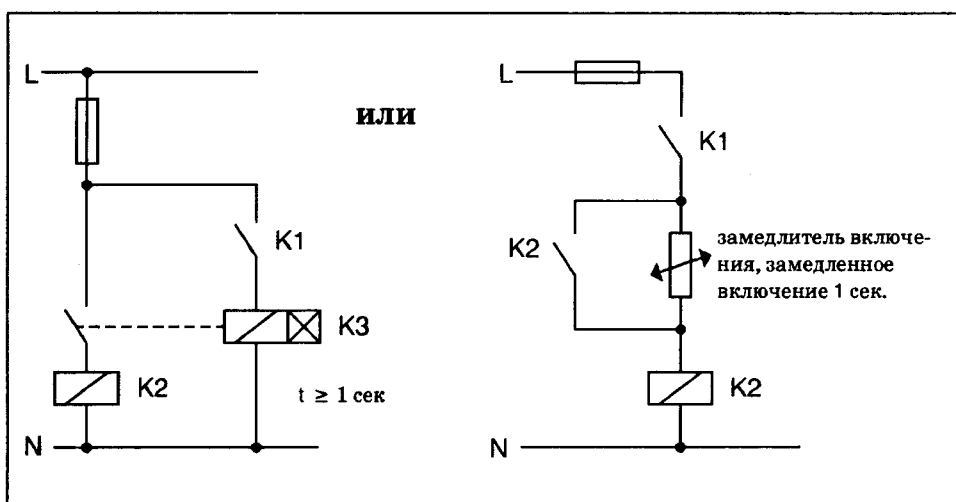 L
или
L
K1
K1
K2
замедлитель включе-
ния, замедленное
включение 1 сек.
K3
K2
t ≥ 1 сек
K2
N
N